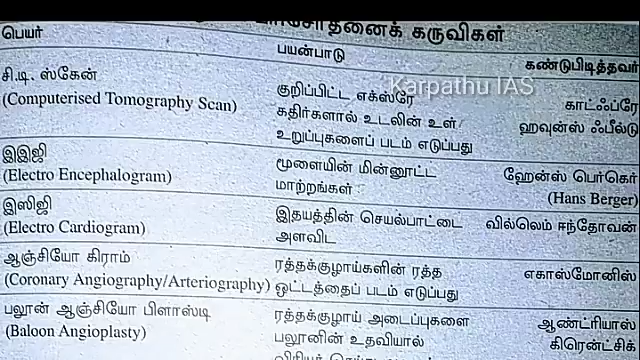 கருவிகள்
பெயர் பயன்பாடு கண்டுபிடித்தவர்
Karpathu IAS
சி.டி. ஸ்கேன் குறிப்பிட்ட எக்ஸ்ரே காட்ஃப்ரே
(Computerised Tomography Scan) கதிர்களால் உடலின் உள் ஹவுன்ஸ் ஃபீல்டு
உறுப்புகளைப் படம் எடுப்பது
இஇஜி மூளையின் மின்னூட்ட ஹேன்ஸ் பெர்கெர்
(Electro Encephalogram) மாற்றங்கள் (Hans Berger)
இஸிஜி இதயத்தின் செயல்பாட்டை வில்லெம் ஈந்தோவன்
(Electro Cardiogram) அளவிட
ஆஞ்சியோ கிராம் ரத்தக்குழாய்களின் ரத்த எகாஸ்மோனிஸ்
(Coronary Angiography/Arteriography) ஒட்டத்தைப் படம் எடுப்பது
பலூன் ஆஞ்சியோ பிளாஸ்டி ரத்தக்குழாய் அடைப்புகளை ஆண்ட்ரியாஸ்
(Baloon Angioplasty) பலூனின் உதவியால் கிரென்ட்சிக்